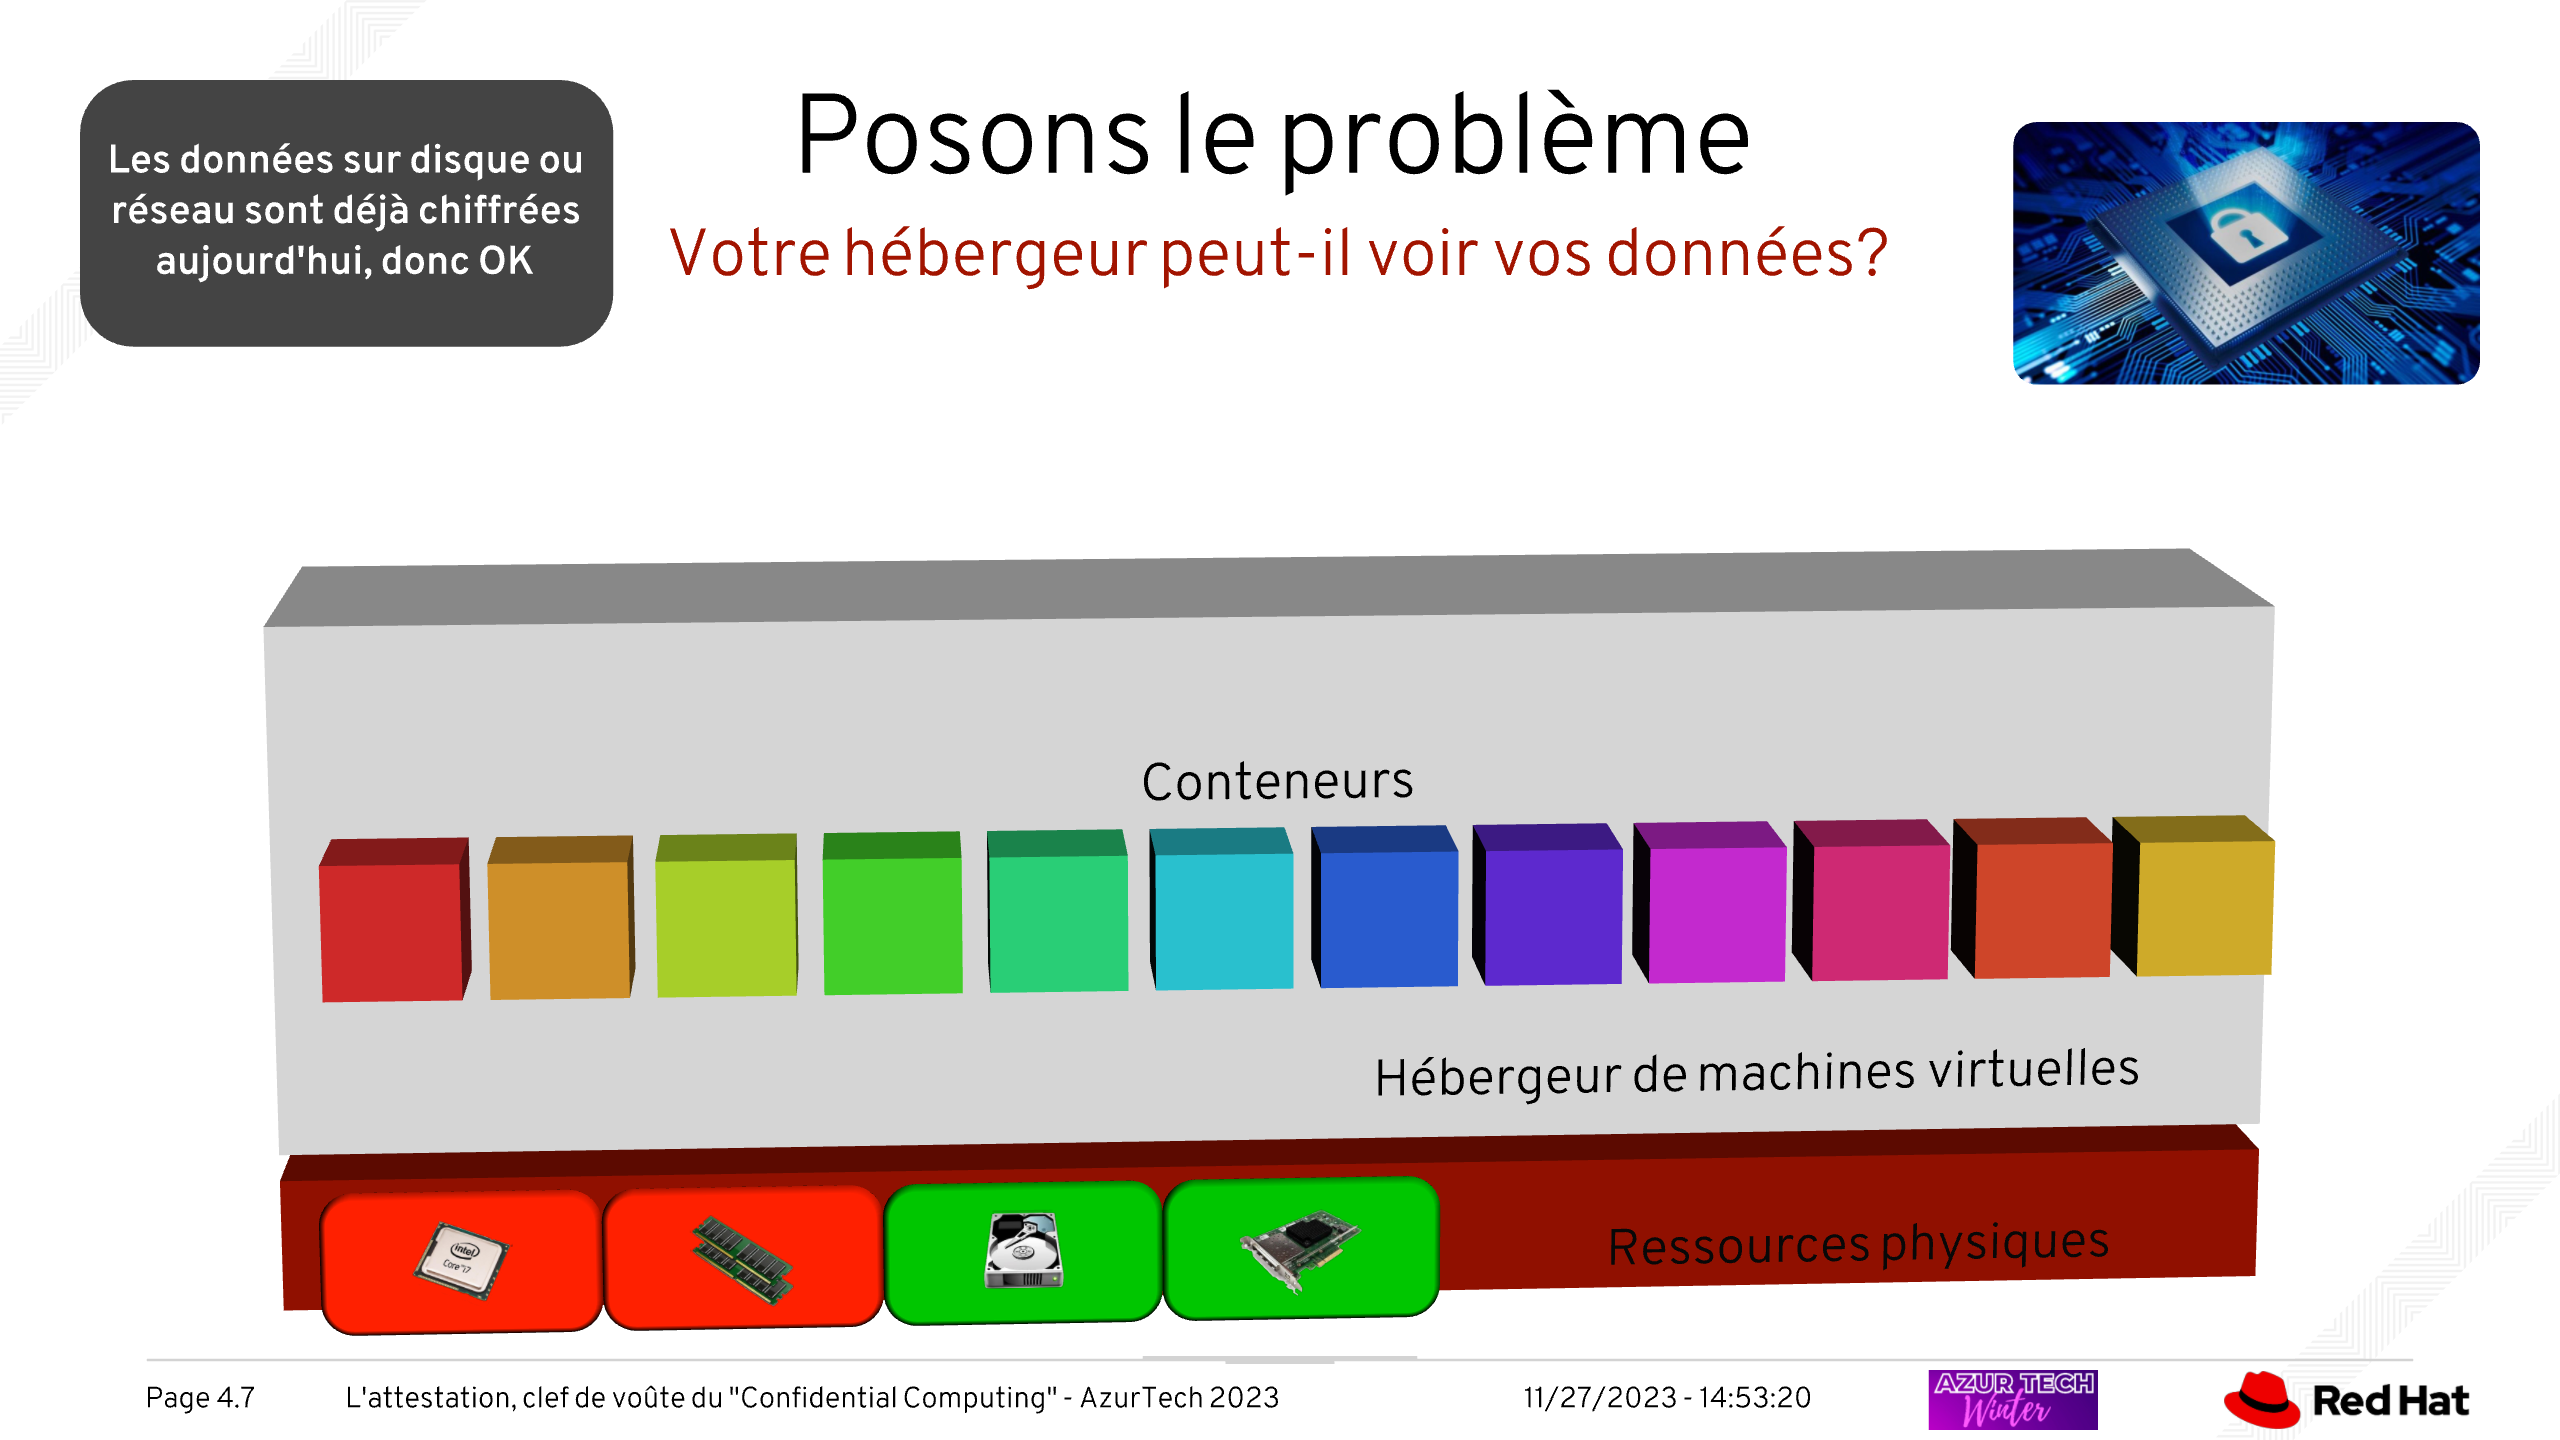 Les données sur disque ou
réseau sont déjà chiffrées
aujourd'hui, donc OK
Posons le problème
Votre hébergeur peut-il voir vos données?
Conteneurs
Hébergeur de machines virtuelles
intel
Core i7
Ressources physiques
Page 4.7
L'attestation, clef de voûte du "Confidential Computing" - AzurTech 2023
11/27/2023 - 14:53:20
AZUR TECH
Winter
Red Hat